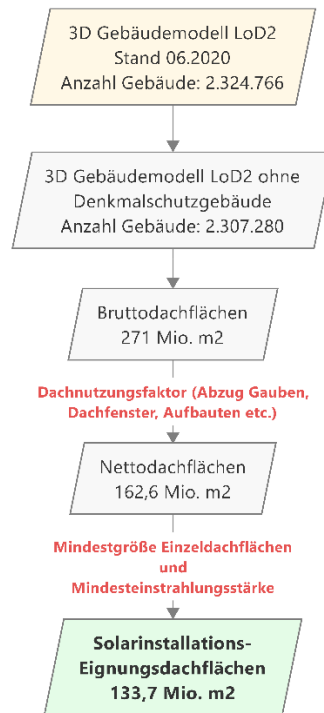 3D Gebäudemodell LoD2
Stand 06.2020
Anzahl Gebäude: 2.324.766
3D Gebäudemodell LoD2 ohne
Denkmalschutzgebäude
Anzahl Gebäude: 2.307.280
Bruttodachflächen
271 Mio. m2
Dachnutzungsfaktor (Abzug Gauben,
Dachfenster, Aufbauten etc.)
Nettodachflächen
162,6 Mio. m2
Mindestgröße Einzeldachflächen
und
Mindesteinstrahlungsstärke
Solarinstallations-
Eignungsdachflächen
133,7 Mio. m2